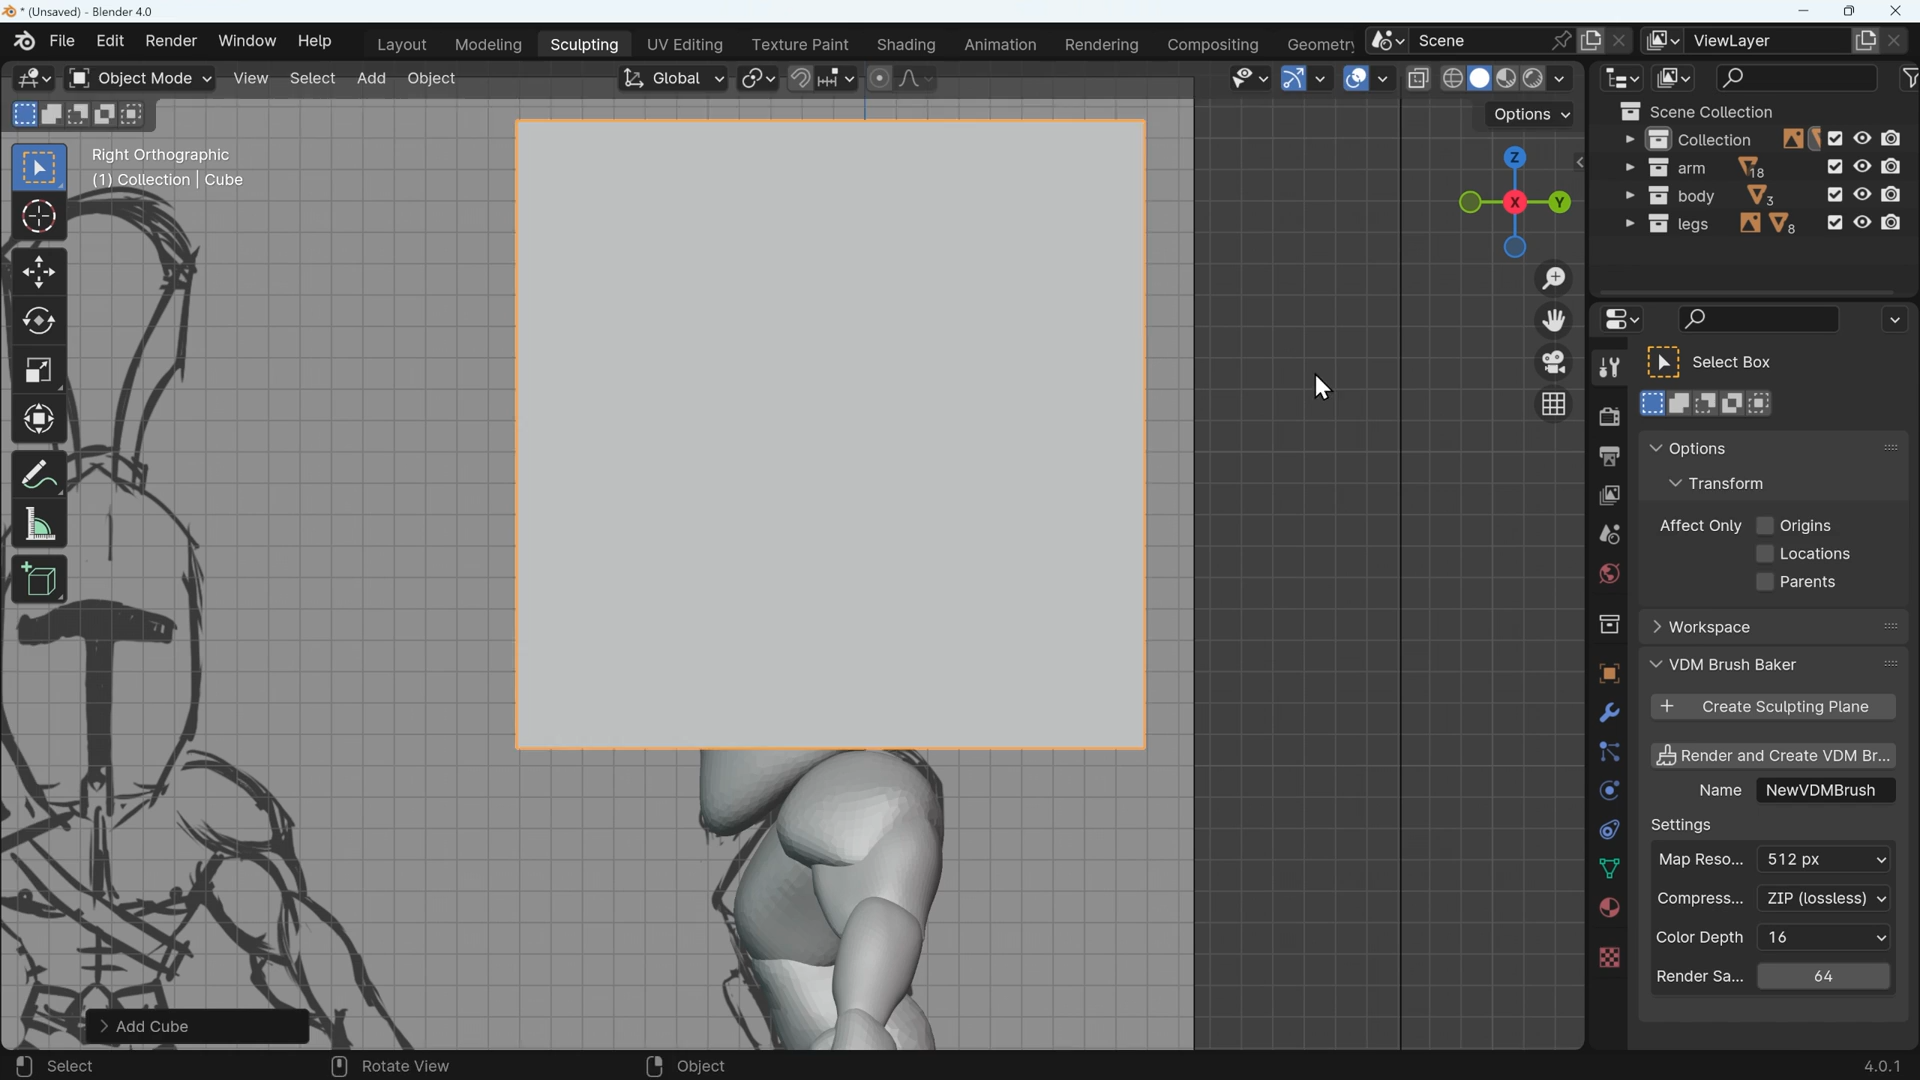 * (Unsaved) - Blender 4.0
File Edit Render Window Help Layout Modeling Sculpting UV Editing Texture Paint Shading Animation Rendering Compositing Geometry Scene ViewLayer
Object Mode View Select Add Object Global
Options
Right Orthographic
(1) Collection | Cube
Z
X
Y
Scene Collection
Collection
arm 18
body 3
legs 8
Select Box
Options
Transform
Affect Only Origins
Locations
Parents
Workspace
VDM Brush Baker
Create Sculpting Plane
Render and Create VDM Br...
Name NewVDMBrush
Settings
Map Reso... 512 px
Compress... ZIP (lossless)
Color Depth 16
Render Sa... 64
Add Cube
Select Rotate View Object 4.0.1